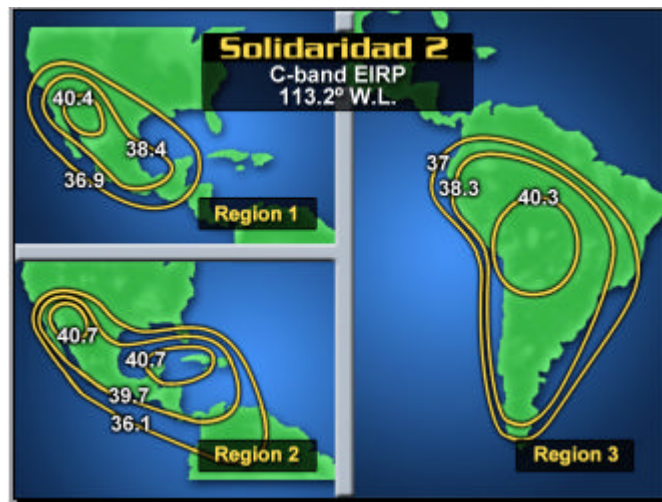 Solidaridad 2
C-band EIRP
113.2º W.L.
40.4
38.4
36.9
Region 1
40.7
40.7
39.7
36.1
Region 2
37
38.3
40.3
Region 3